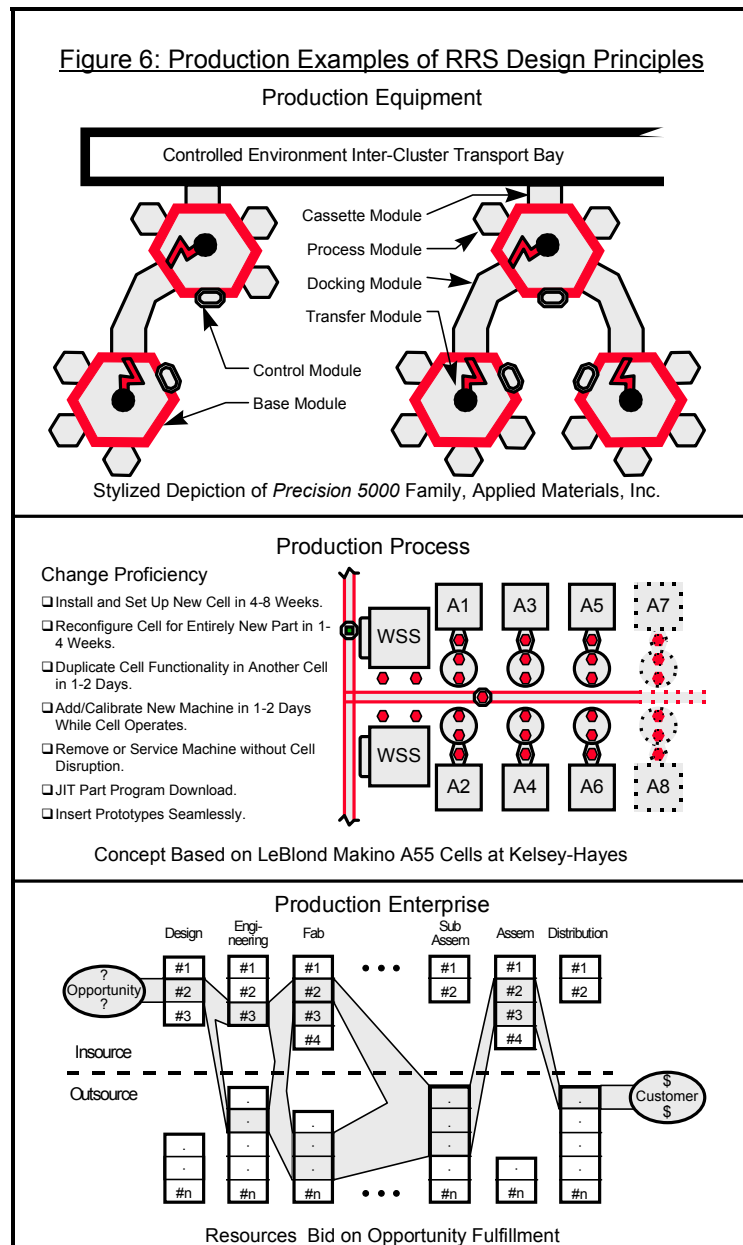 Figure 6: Production Examples of RRS Design Principles
Production Equipment
Controlled Environment Inter-Cluster Transport Bay
Cassette Module
Process Module
Docking Module
Transfer Module
Control Module
Base Module
Stylized Depiction of Precision 5000 Family, Applied Materials, Inc.
Production Process
Change Proficiency
❑ Install and Set Up New Cell in 4-8 Weeks.
❑ Reconfigure Cell for Entirely New Part in 1-
4 Weeks.
❑ Duplicate Cell Functionality in Another Cell
in 1-2 Days.
❑ Add/Calibrate New Machine in 1-2 Days
While Cell Operates.
❑ Remove or Service Machine without Cell
Disruption.
❑ JIT Part Program Download.
❑ Insert Prototypes Seamlessly.
WSS
A1
A3
A5
A7
WSS
A2
A4
A6
A8
Concept Based on LeBlond Makino A55 Cells at Kelsey-Hayes
Production Enterprise
Design
Engi-
neering
Fab
Sub
Assem
Assem
Distribution
?
Opportunity
?
#1
#2
#3
#1
#2
#3
#1
#2
#3
#4
• • •
#1
#2
#1
#2
#3
#4
#1
#2
Insource
Outsource
.
.
#n
.
.
.
.
#n
.
.
.
#n
• • •
.
.
.
.
#n
.
#n
.
.
.
.
#n
$
Customer
$
Resources Bid on Opportunity Fulfillment